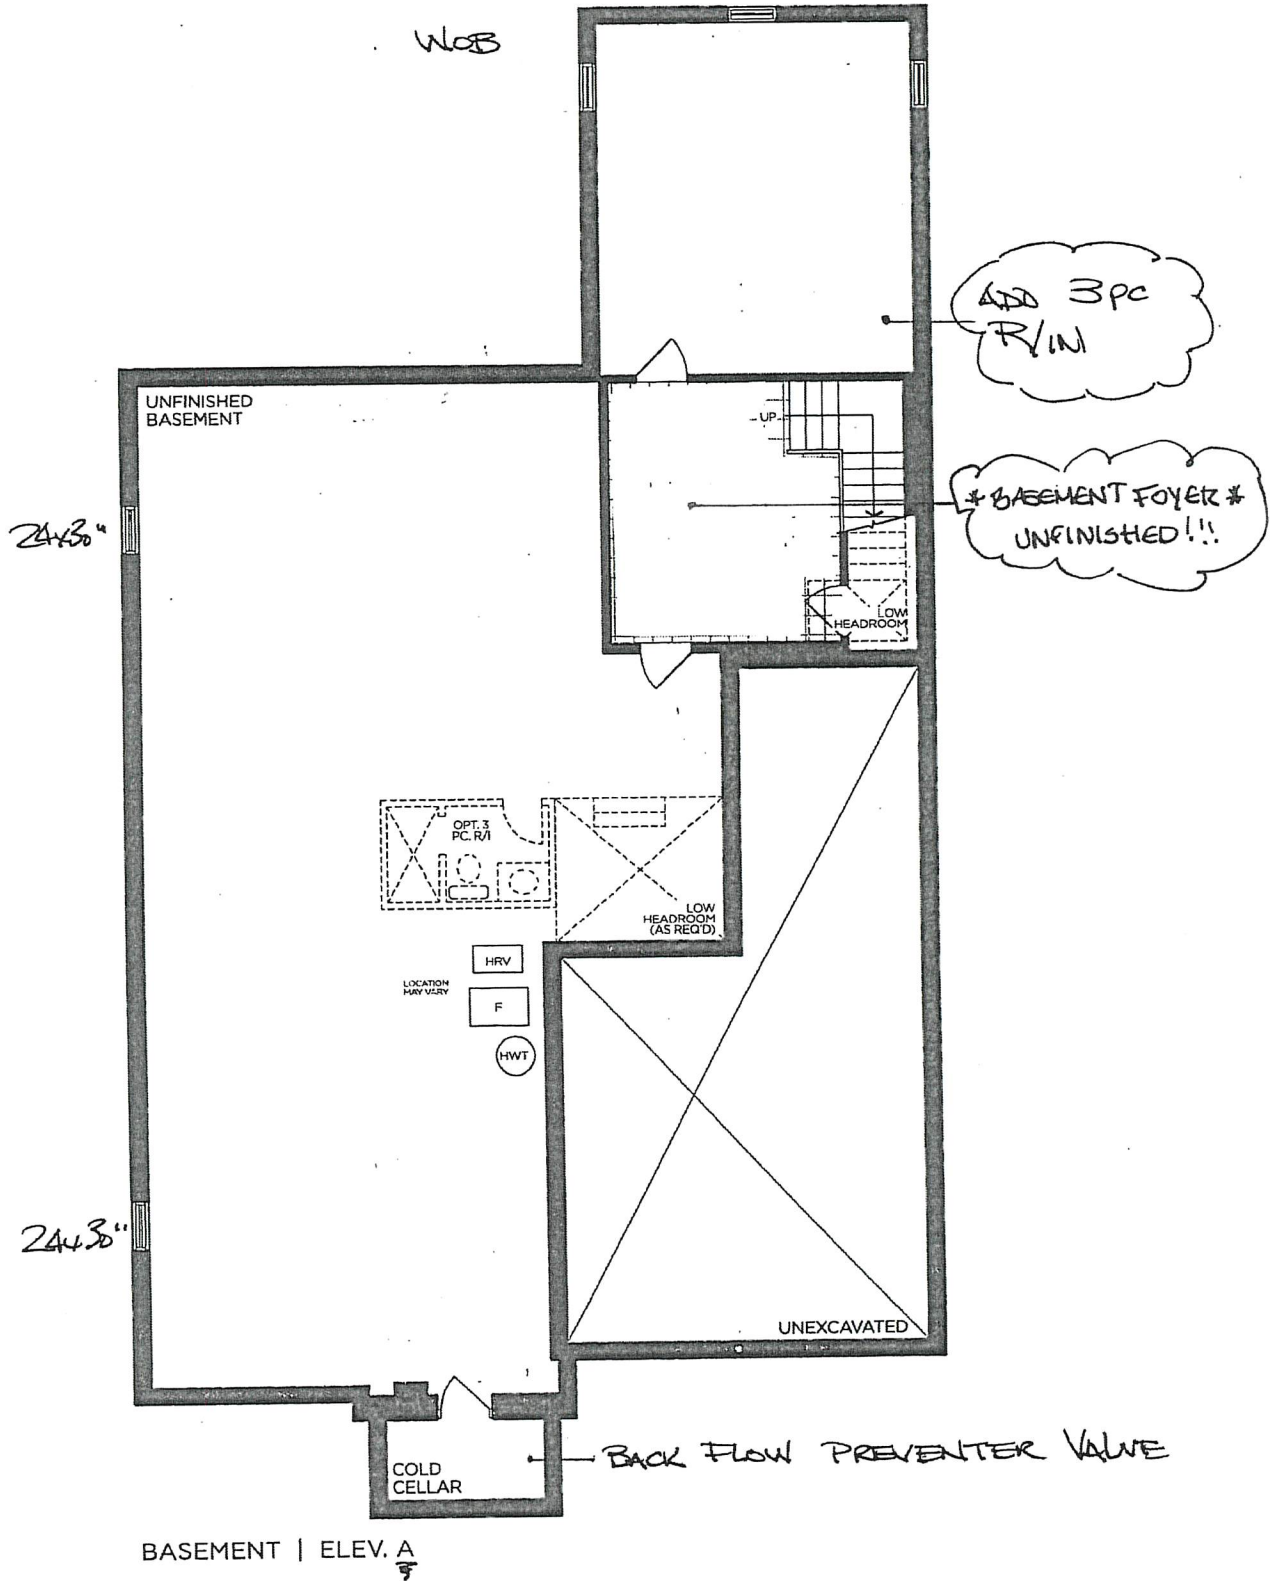 WOB
ADD 3PC
R/IN
UNFINISHED
BASEMENT
UP
*BASEMENT FOYER*
UNFINISHED!!!
24x30"
LOW
HEADROOM
OPT. 3
PC. R/I
LOW
HEADROOM
(AS REQ'D)
HRV
LOCATION
MAY VARY
F
HWT
24x30"
UNEXCAVATED
BACK FLOW PREVENTER VALVE
COLD
CELLAR
BASEMENT | ELEV. A